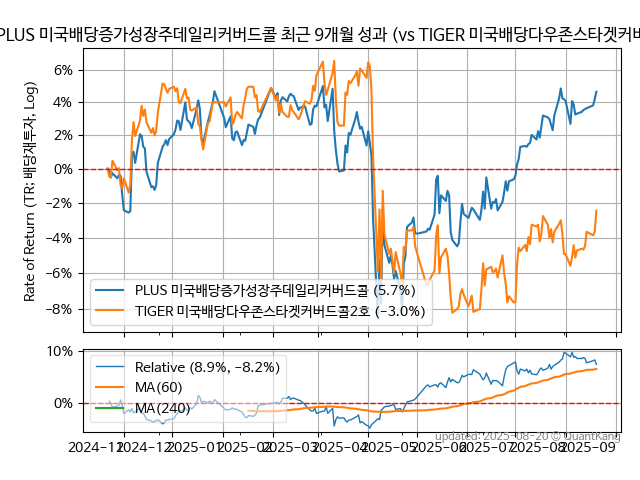 PLUS 미국배당증가성장주데일리커버드콜 최근 9개월 성과 (vs TIGER 미국배당다우존스타겟커버
Rate of Return (TR: 배당재투자, Log)
6%
4%
2%
0%
−2%
−4%
−6%
−8%
PLUS 미국배당증가성장주데일리커버드콜 (5.7%)
TIGER 미국배당다우존스타겟커버드콜2호 (−3.0%)
10%
0%
Relative (8.9%, −8.2%)
MA(60)
MA(240)
updated: 2025-08-20 © QuantKang
2024-11 2024-12 2025-01 2025-02 2025-03 2025-04 2025-05 2025-06 2025-07 2025-08 2025-09